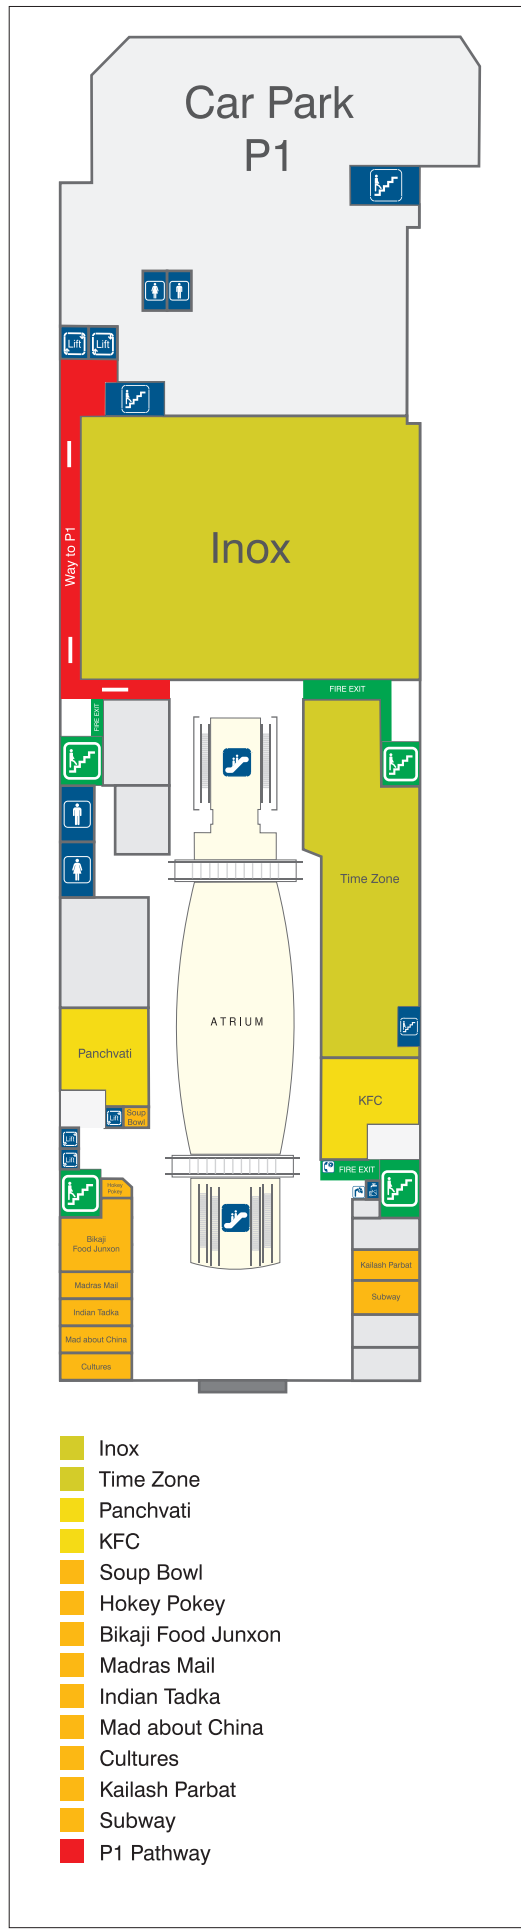 Car Park
P1
Lift
Lift
Way to P1
Inox
FIRE EXIT
FIRE EXIT
Time Zone
ATRIUM
Panchvati
KFC
Lift
Soup
Bowl
Lift
Lift
FIRE EXIT
Hokey
Pokey
Bikaji
Food Junxon
Kailash Parbat
Madras Mail
Subway
Indian Tadka
Mad about China
Cultures
Inox
Time Zone
Panchvati
KFC
Soup Bowl
Hokey Pokey
Bikaji Food Junxon
Madras Mail
Indian Tadka
Mad about China
Cultures
Kailash Parbat
Subway
P1 Pathway